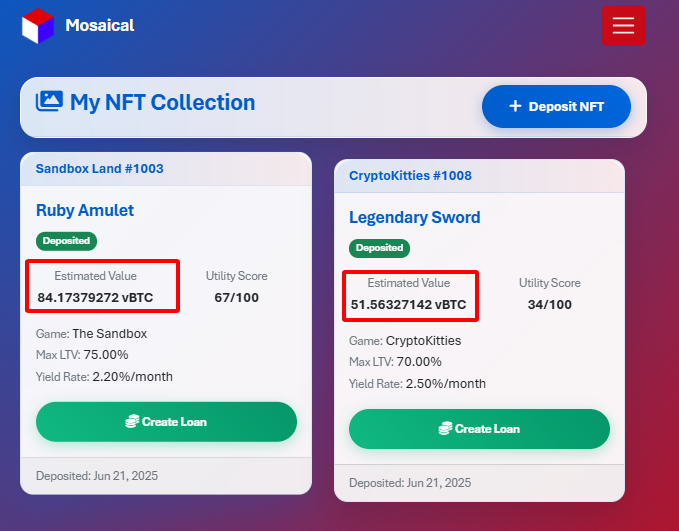 Mosaical
My NFT Collection
+ Deposit NFT
Sandbox Land #1003
Ruby Amulet
Deposited
Estimated Value
84.17379272 vBTC
Utility Score
67/100
Game: The Sandbox
Max LTV: 75.00%
Yield Rate: 2.20%/month
Create Loan
Deposited: Jun 21, 2025
CryptoKitties #1008
Legendary Sword
Deposited
Estimated Value
51.56327142 vBTC
Utility Score
34/100
Game: CryptoKitties
Max LTV: 70.00%
Yield Rate: 2.50%/month
Create Loan
Deposited: Jun 21, 2025